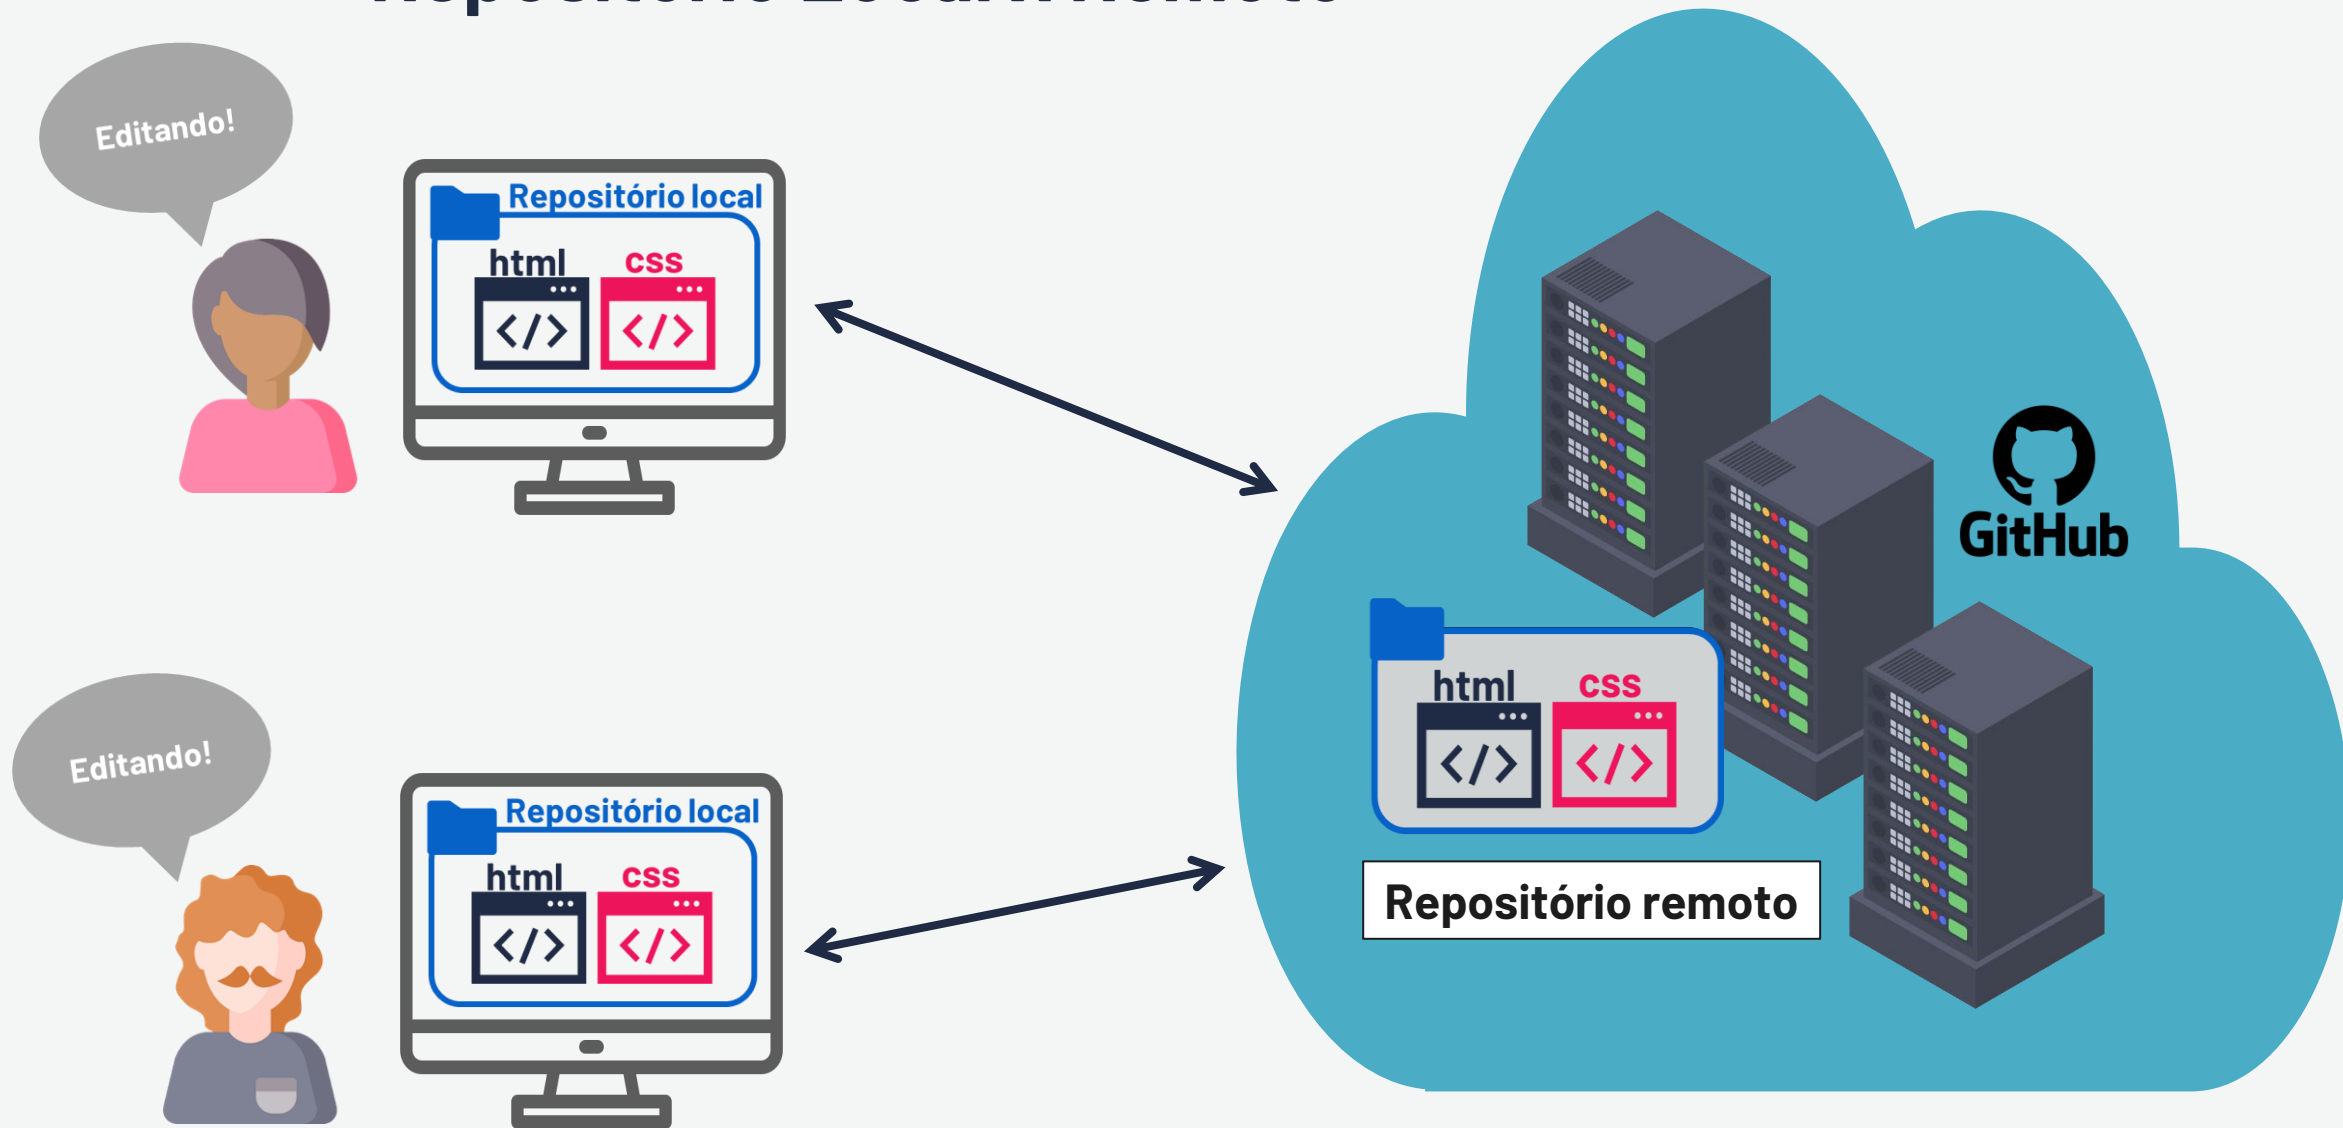 Editando!
Repositório local
html css
GitHub
html css
Repositório remoto
Editando!
Repositório local
html css